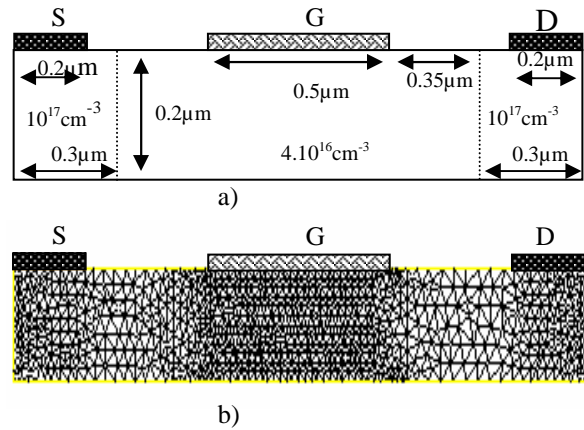 S G D
0.2µm 0.2µm
0.5µm 0.35µm
10^17cm^-3 0.2µm 10^17cm^-3
4.10^16cm^-3
0.3µm 0.3µm
a)
S G D
b)